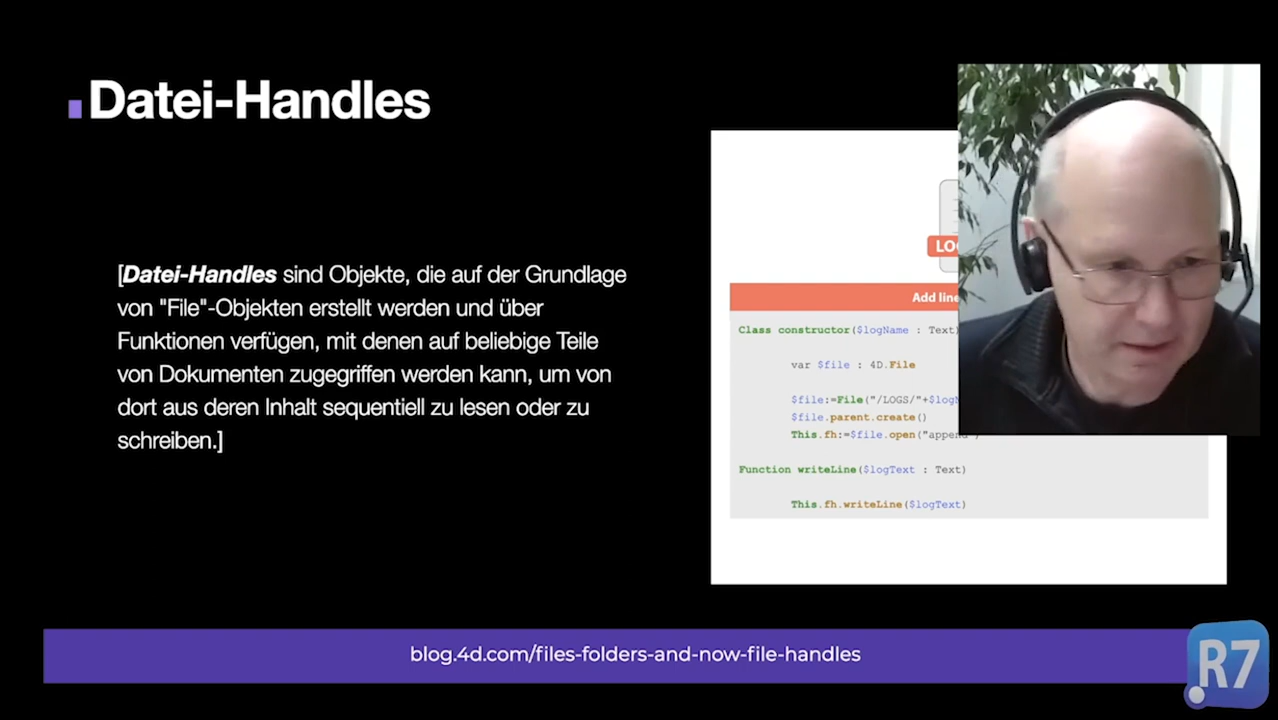 Datei-Handles
[Datei-Handles sind Objekte, die auf der Grundlage
von "File"-Objekten erstellt werden und über
Funktionen verfügen, mit denen auf beliebige Teile
von Dokumenten zugegriffen werden kann, um von
dort aus deren Inhalt sequentiell zu lesen oder zu
schreiben.]
Add line
Class constructor($logName : Text)
var $file : 4D.File
$file:=File("/LOGS/"+$logN
$file.parent.create()
This.fh:=$file.open("append")
Function writeLine($logText : Text)
This.fh.writeLine($logText)
blog.4d.com/files-folders-and-now-file-handles
R7